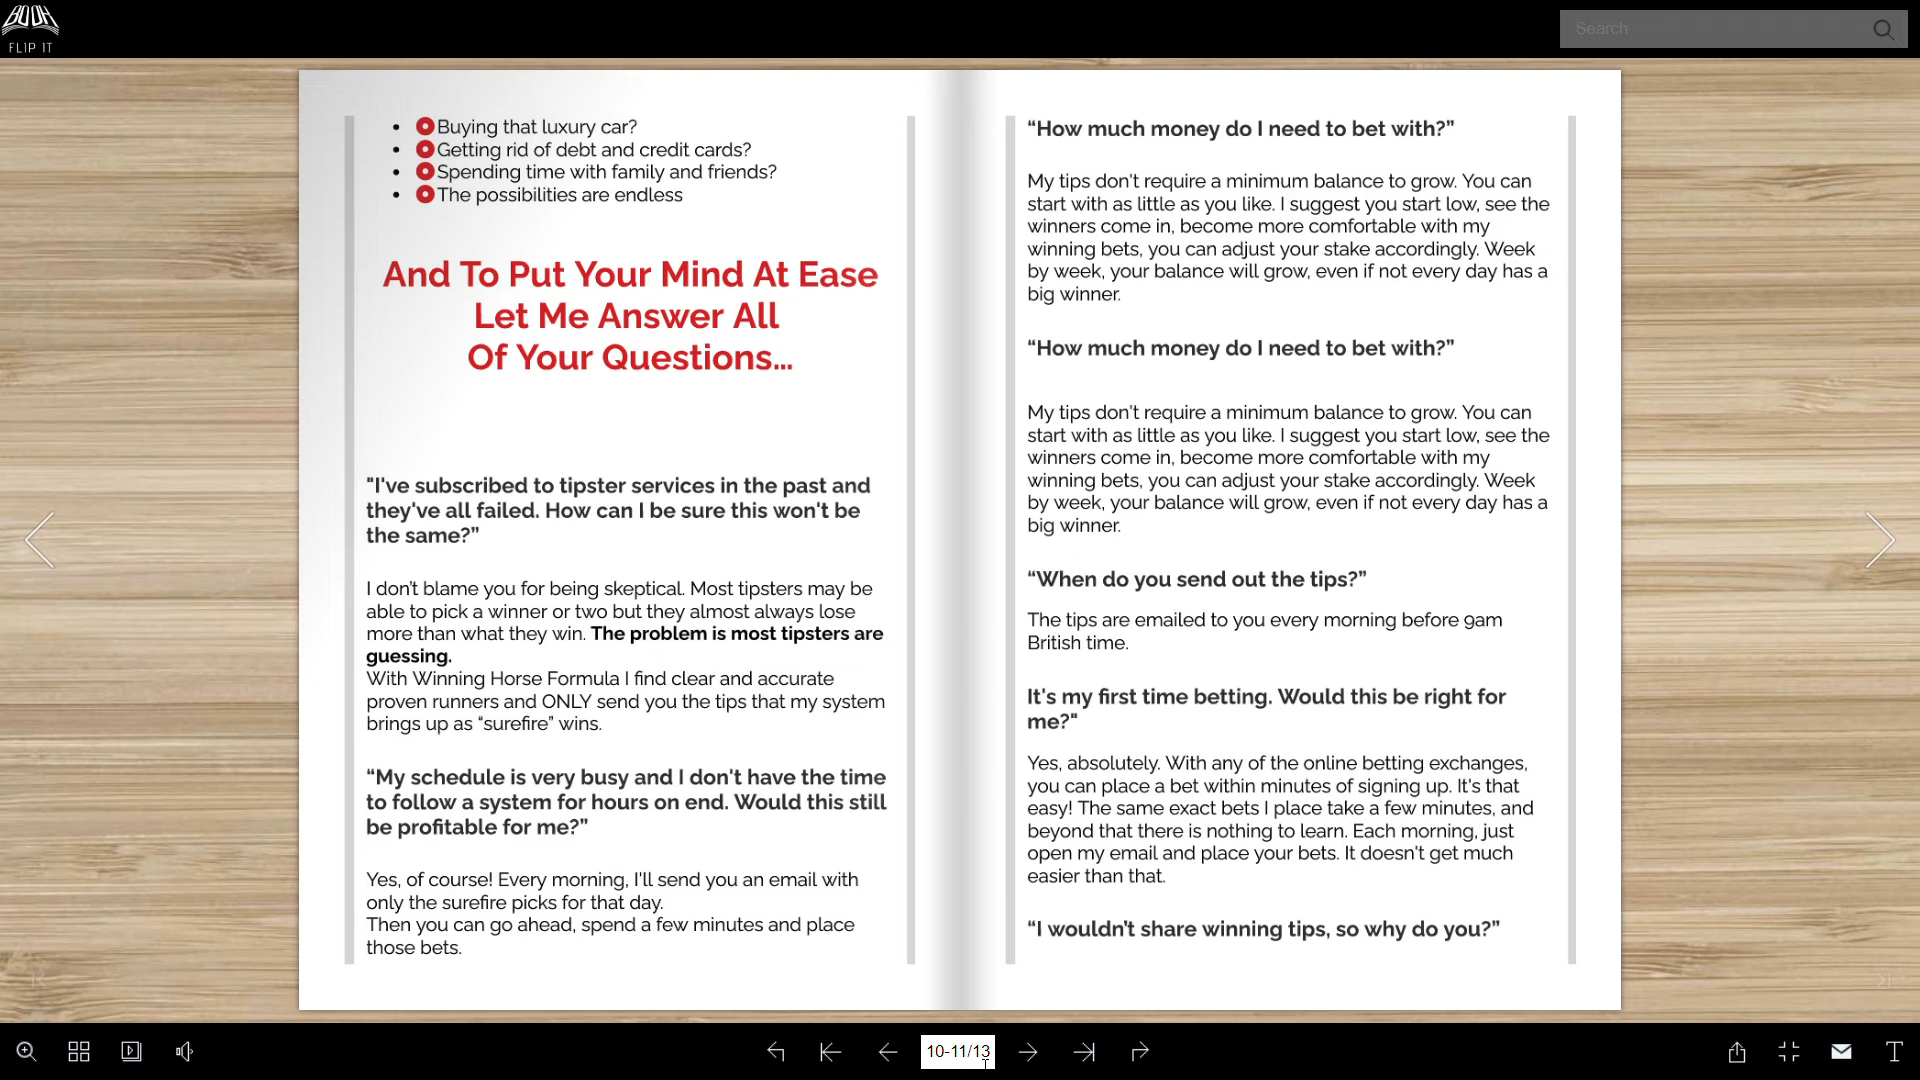 BOOK
FLIP IT
Search
Buying that luxury car?
Getting rid of debt and credit cards?
Spending time with family and friends?
The possibilities are endless
And To Put Your Mind At Ease
Let Me Answer All
Of Your Questions...
"I've subscribed to tipster services in the past and
they've all failed. How can I be sure this won't be
the same?”
I don’t blame you for being skeptical. Most tipsters may be
able to pick a winner or two but they almost always lose
more than what they win. The problem is most tipsters are
guessing.
With Winning Horse Formula I find clear and accurate
proven runners and ONLY send you the tips that my system
brings up as “surefire” wins.
“My schedule is very busy and I don't have the time
to follow a system for hours on end. Would this still
be profitable for me?”
Yes, of course! Every morning, I'll send you an email with
only the surefire picks for that day.
Then you can go ahead, spend a few minutes and place
those bets.
“How much money do I need to bet with?”
My tips don't require a minimum balance to grow. You can
start with as little as you like. I suggest you start low, see the
winners come in, become more comfortable with my
winning bets, you can adjust your stake accordingly. Week
by week, your balance will grow, even if not every day has a
big winner.
“How much money do I need to bet with?”
My tips don't require a minimum balance to grow. You can
start with as little as you like. I suggest you start low, see the
winners come in, become more comfortable with my
winning bets, you can adjust your stake accordingly. Week
by week, your balance will grow, even if not every day has a
big winner.
“When do you send out the tips?”
The tips are emailed to you every morning before 9am
British time.
It's my first time betting. Would this be right for
me?"
Yes, absolutely. With any of the online betting exchanges,
you can place a bet within minutes of signing up. It's that
easy! The same exact bets I place take a few minutes, and
beyond that there is nothing to learn. Each morning, just
open my email and place your bets. It doesn't get much
easier than that.
“I wouldn’t share winning tips, so why do you?”
10-11/13